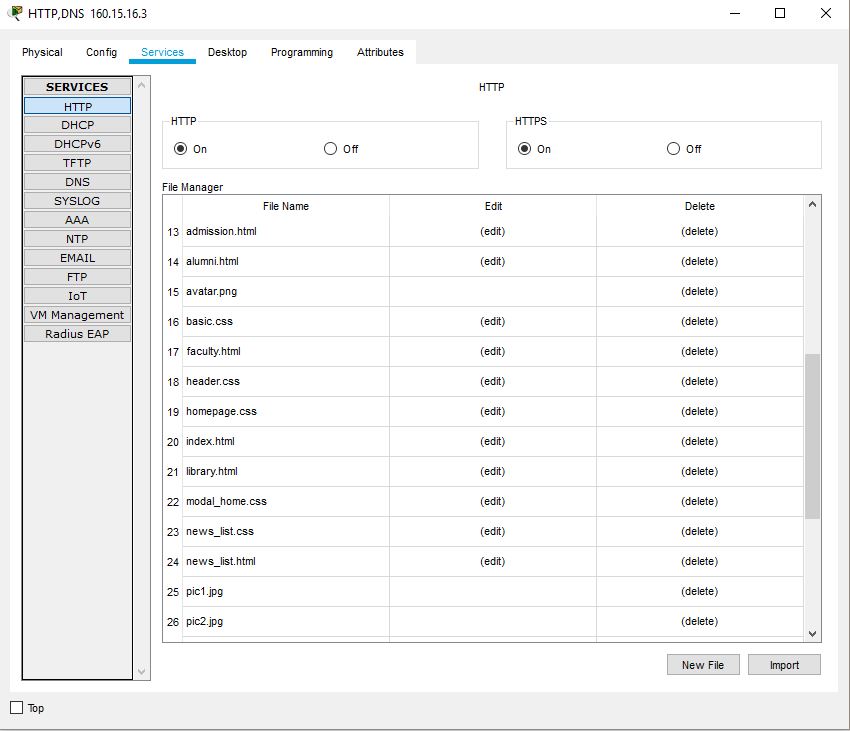 HTTP,DNS 160.15.16.3
Physical Config Services Desktop Programming Attributes
SERVICES
HTTP
DHCP
DHCPv6
TFTP
DNS
SYSLOG
AAA
NTP
EMAIL
FTP
IoT
VM Management
Radius EAP
HTTP
HTTP
On Off
HTTPS
On Off
File Manager
File Name Edit Delete
13 admission.html (edit) (delete)
14 alumni.html (edit) (delete)
15 avatar.png (delete)
16 basic.css (edit) (delete)
17 faculty.html (edit) (delete)
18 header.css (edit) (delete)
19 homepage.css (edit) (delete)
20 index.html (edit) (delete)
21 library.html (edit) (delete)
22 modal_home.css (edit) (delete)
23 news_list.css (edit) (delete)
24 news_list.html (edit) (delete)
25 pic1.jpg (delete)
26 pic2.jpg (delete)
New File Import
Top